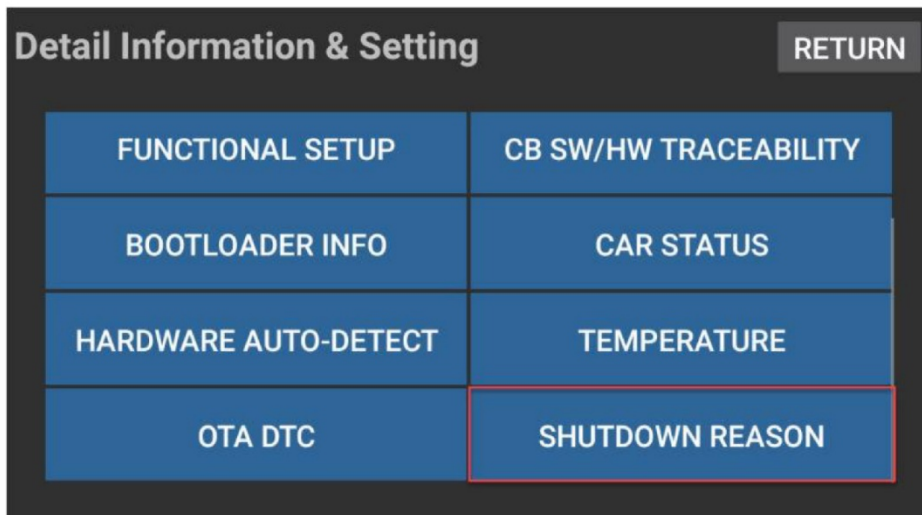 Detail Information & Setting
RETURN
FUNCTIONAL SETUP
CB SW/HW TRACEABILITY
BOOTLOADER INFO
CAR STATUS
HARDWARE AUTO-DETECT
TEMPERATURE
OTA DTC
SHUTDOWN REASON